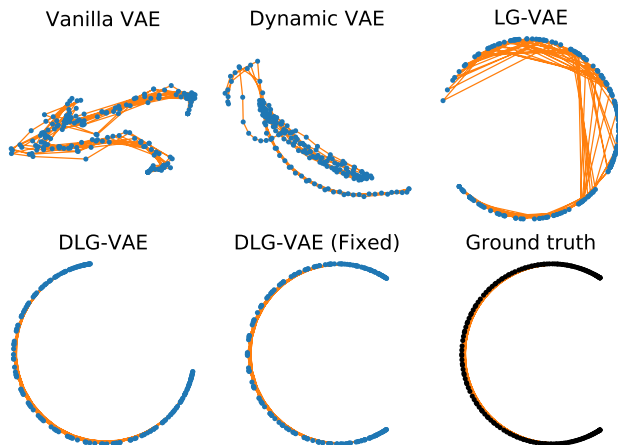 Vanilla VAE
Dynamic VAE
LG-VAE
DLG-VAE
DLG-VAE (Fixed)
Ground truth